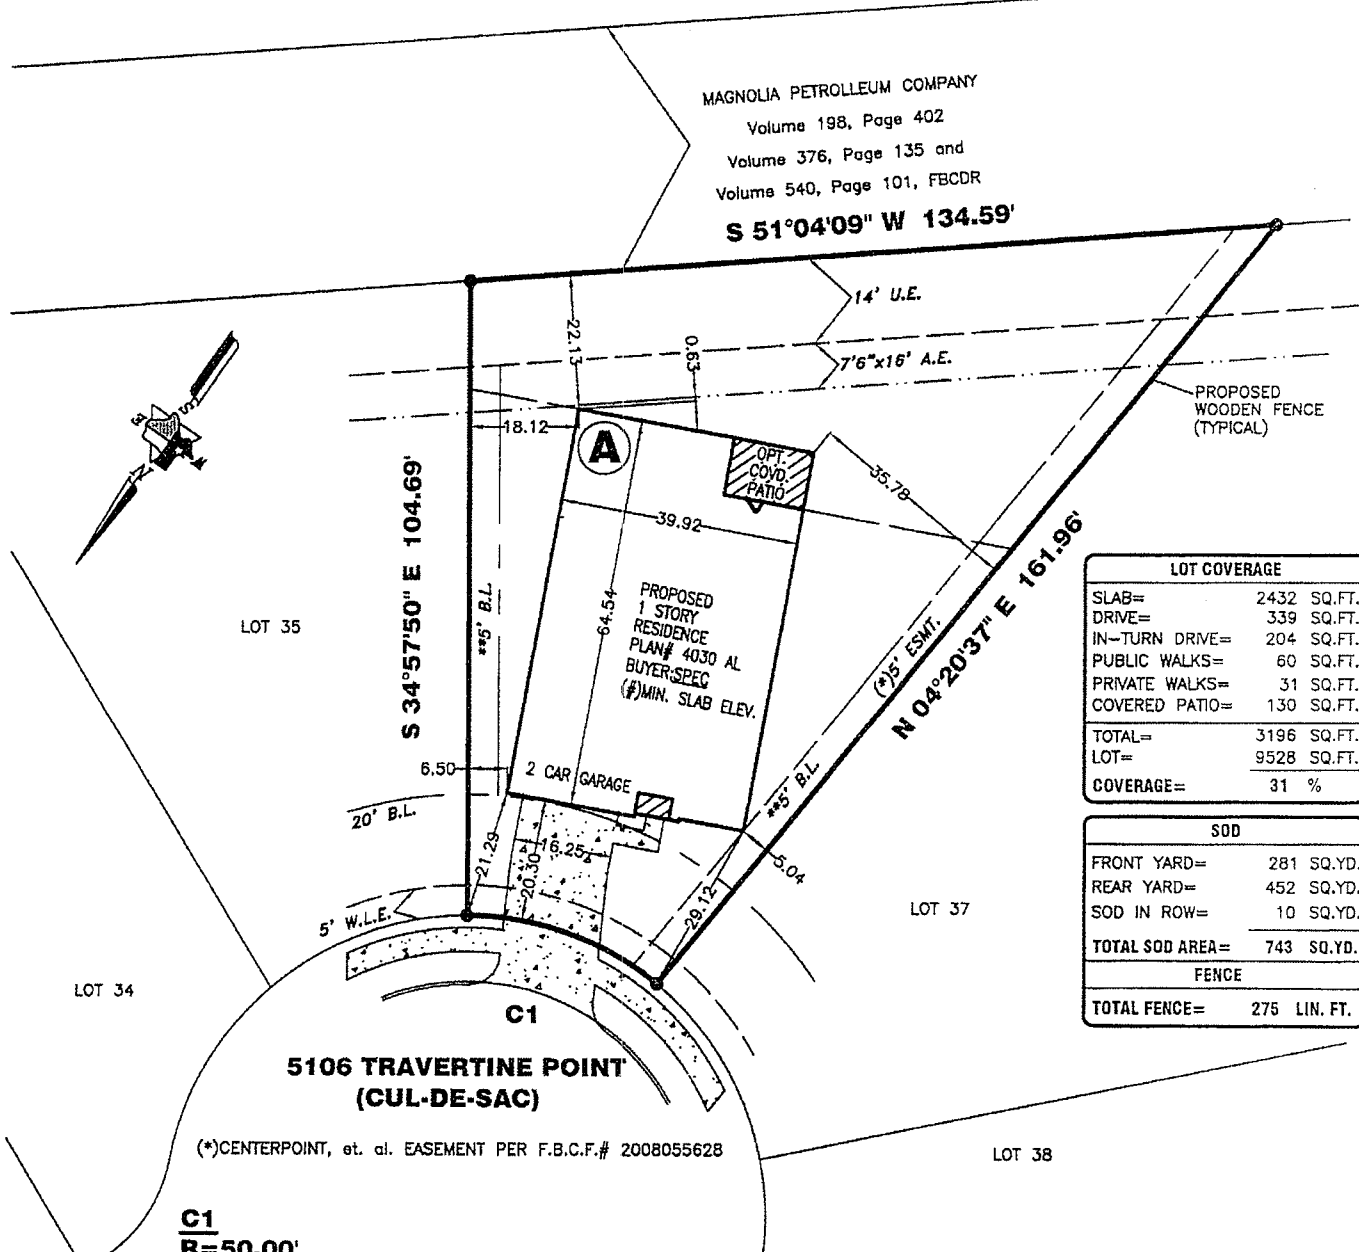 MAGNOLIA PETROLLEUM COMPANY
Volume 198, Page 402
Volume 376, Page 135 and
Volume 540, Page 101, FBCDR
S 51°04'09" W 134.59'
14' U.E.
7'6"x16' A.E.
22.13
0.63
PROPOSED
WOODEN FENCE
(TYPICAL)
18.12
A
OPT.
COVD.
PATIO
35.78
39.92
S 34°57'50" E 104.69'
**5' B.L.
64.54
PROPOSED
1 STORY
RESIDENCE
PLAN# 4030 AL
BUYER:SPEC
(#)MIN. SLAB ELEV.
(*)5' ESMT.
N 04°20'37" E 161.96'
LOT 35
LOT COVERAGE
SLAB= 2432 SQ.FT.
DRIVE= 339 SQ.FT.
IN-TURN DRIVE= 204 SQ.FT.
PUBLIC WALKS= 60 SQ.FT.
PRIVATE WALKS= 31 SQ.FT.
COVERED PATIO= 130 SQ.FT.
TOTAL= 3196 SQ.FT.
LOT= 9528 SQ.FT.
COVERAGE= 31 %
6.50
2 CAR GARAGE
**5' B.L.
20' B.L.
21.29
16.25
20.30
5.04
29.12
5' W.L.E.
SOD
FRONT YARD= 281 SQ.YD.
REAR YARD= 452 SQ.YD.
SOD IN ROW= 10 SQ.YD.
TOTAL SOD AREA= 743 SQ.YD.
FENCE
TOTAL FENCE= 275 LIN. FT.
LOT 37
LOT 34
C1
5106 TRAVERTINE POINT
(CUL-DE-SAC)
(*)CENTERPOINT, et. al. EASEMENT PER F.B.C.F.# 2008055628
LOT 38
C1
R=50.00'